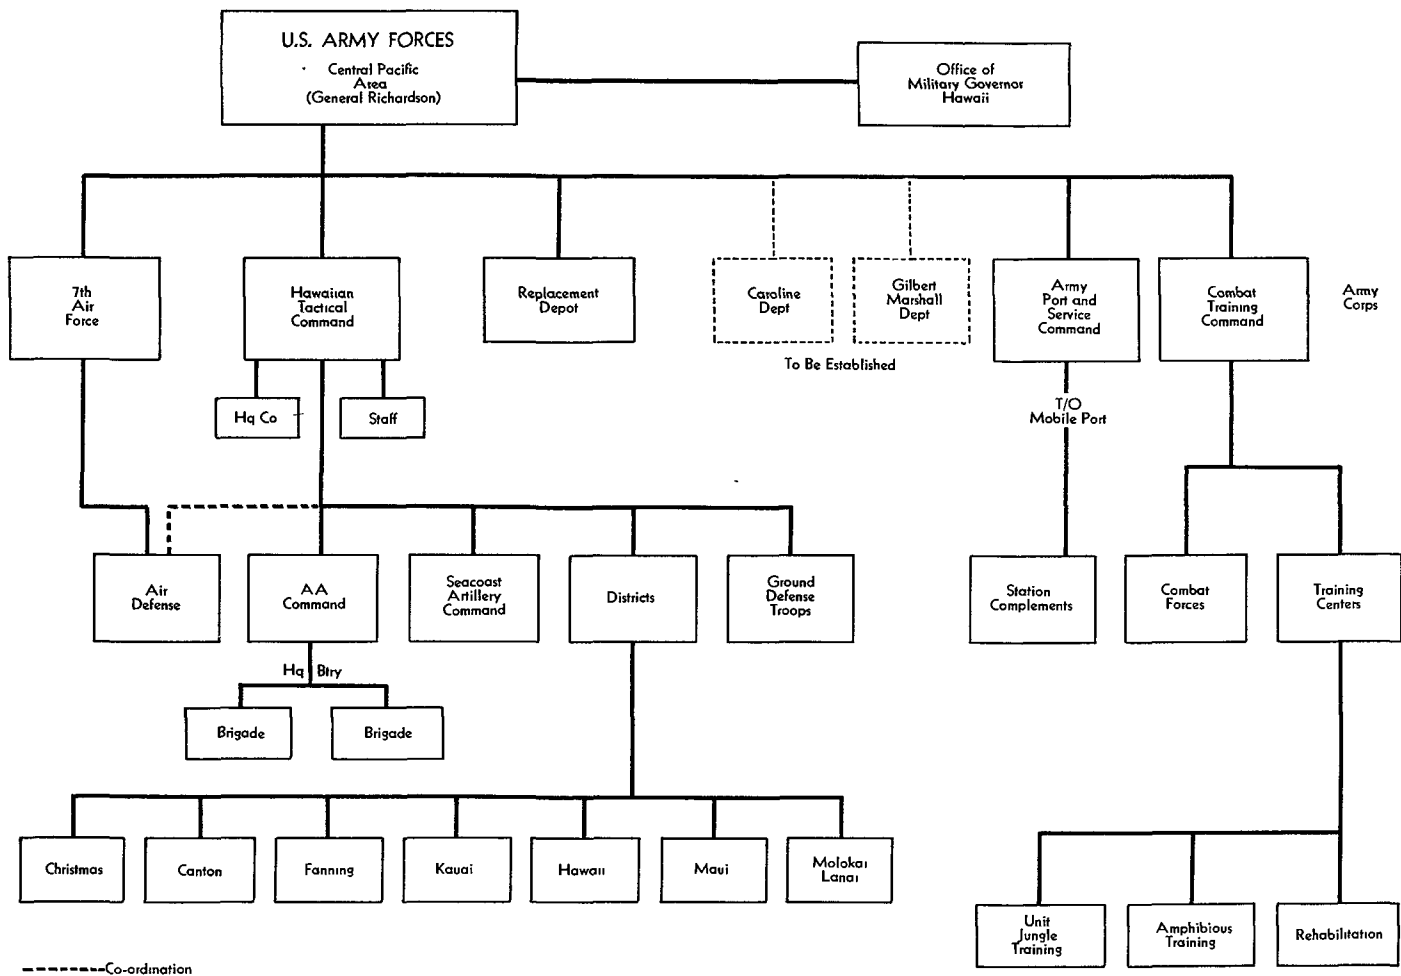 U.S. ARMY FORCES
Central Pacific
Area
(General Richardson)
Office of
Military Governor
Hawaii
7th
Air
Force
Hawaiian
Tactical
Command
Replacement
Depot
Caroline
Dept
Gilbert
Marshall
Dept
Army
Port and
Service
Command
Combat
Training
Command
Army
Corps
To Be Established
Hq Co
Staff
T/O
Mobile Port
Air
Defense
AA
Command
Seacoast
Artillery
Command
Districts
Ground
Defense
Troops
Station
Complements
Combat
Forces
Training
Centers
Hq Btry
Brigade
Brigade
Christmas
Canton
Fanning
Kauai
Hawaii
Maui
Molokai
Lanai
Unit
Jungle
Training
Amphibious
Training
Rehabilitation
Co-ordination